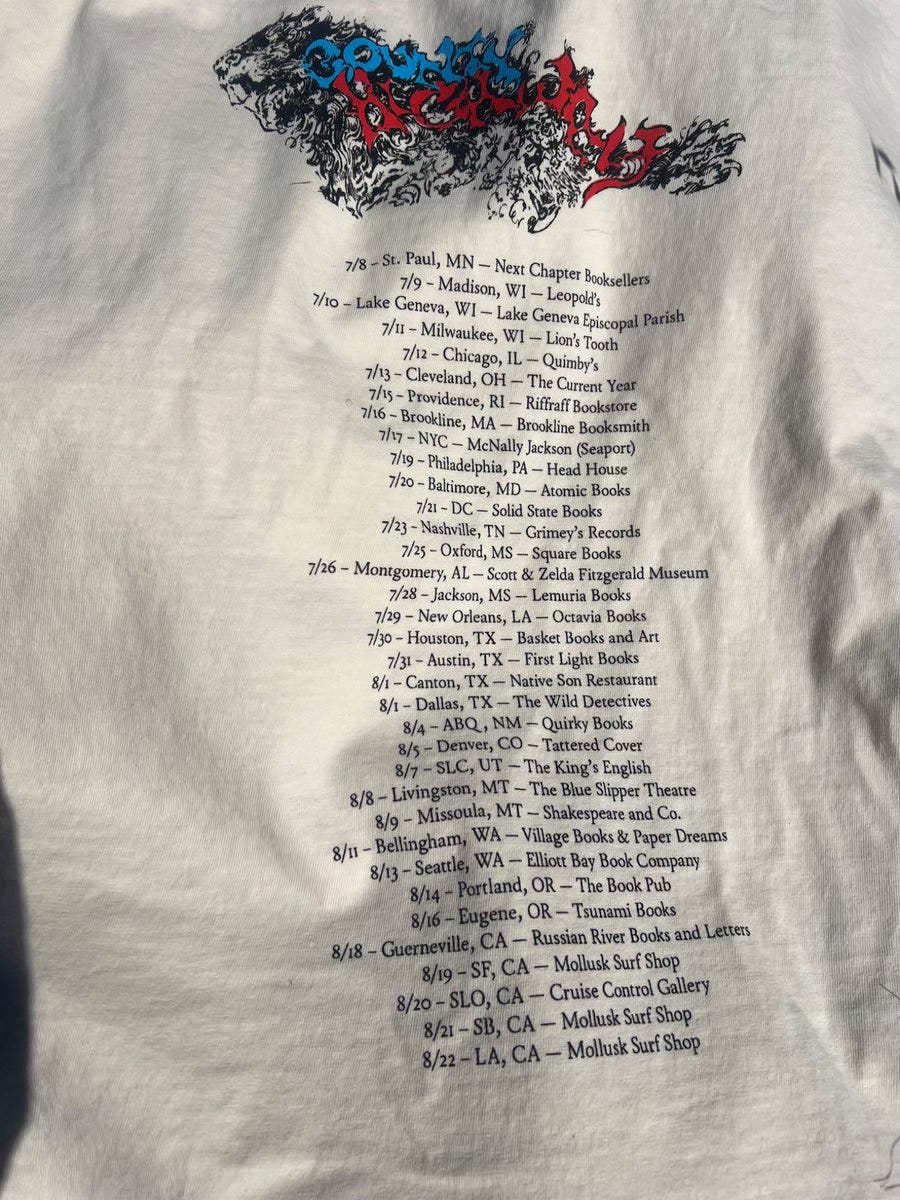 COUNTY
HIGHWAY
7/8 – St. Paul, MN — Next Chapter Booksellers
7/9 – Madison, WI — Leopold's
7/10 – Lake Geneva, WI — Lake Geneva Episcopal Parish
7/11 – Milwaukee, WI — Lion's Tooth
7/12 – Chicago, IL — Quimby's
7/13 – Cleveland, OH — The Current Year
7/15 – Providence, RI — Riffraff Bookstore
7/16 – Brookline, MA — Brookline Booksmith
7/17 – NYC — McNally Jackson (Seaport)
7/19 – Philadelphia, PA — Head House
7/20 – Baltimore, MD — Atomic Books
7/21 – DC — Solid State Books
7/23 – Nashville, TN — Grimey's Records
7/25 – Oxford, MS — Square Books
7/26 – Montgomery, AL — Scott & Zelda Fitzgerald Museum
7/28 – Jackson, MS — Lemuria Books
7/29 – New Orleans, LA — Octavia Books
7/30 – Houston, TX — Basket Books and Art
7/31 – Austin, TX — First Light Books
8/1 – Canton, TX — Native Son Restaurant
8/1 – Dallas, TX — The Wild Detectives
8/4 – ABQ, NM — Quirky Books
8/5 – Denver, CO — Tattered Cover
8/7 – SLC, UT — The King's English
8/8 – Livingston, MT — The Blue Slipper Theatre
8/9 – Missoula, MT — Shakespeare and Co.
8/11 – Bellingham, WA — Village Books & Paper Dreams
8/13 – Seattle, WA — Elliott Bay Book Company
8/14 – Portland, OR — The Book Pub
8/16 – Eugene, OR — Tsunami Books
8/18 – Guerneville, CA — Russian River Books and Letters
8/19 – SF, CA — Mollusk Surf Shop
8/20 – SLO, CA — Cruise Control Gallery
8/21 – SB, CA — Mollusk Surf Shop
8/22 – LA, CA — Mollusk Surf Shop